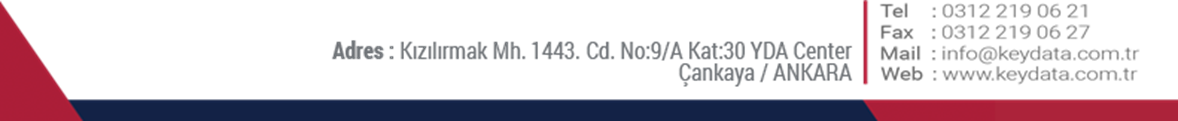 Adres : Kızılırmak Mh. 1443. Cd. No:9/A Kat:30 YDA Center
Çankaya / ANKARA
Tel : 0312 219 06 21
Fax : 0312 219 06 27
Mail : info@keydata.com.tr
Web : www.keydata.com.tr